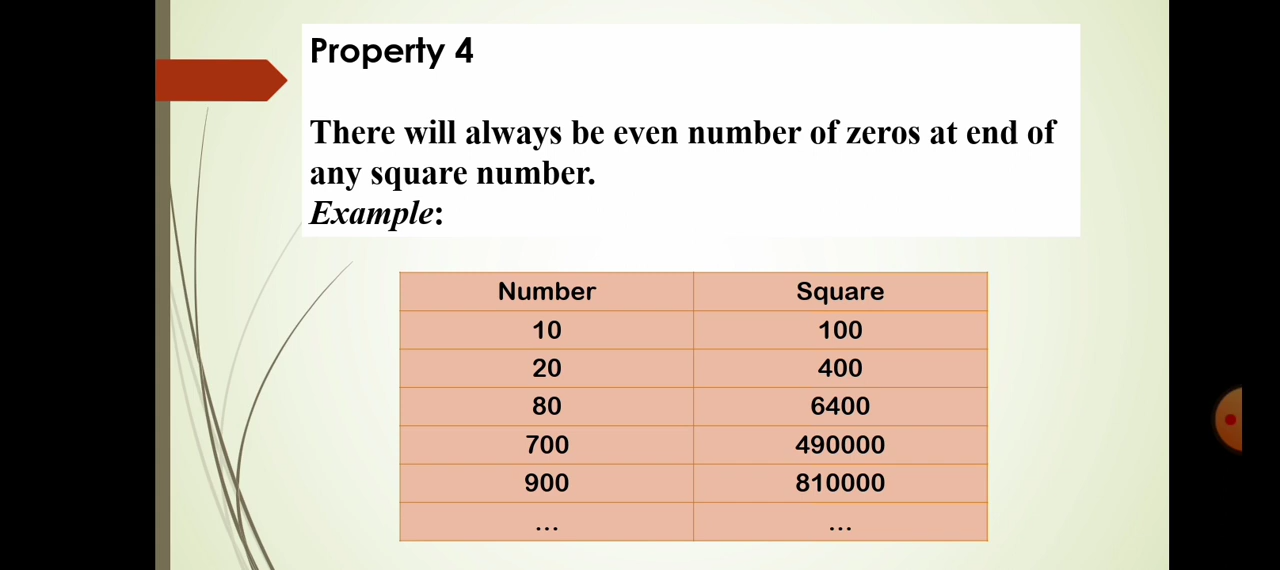 Property 4
There will always be even number of zeros at end of
any square number.
Example:
Number Square
10 100
20 400
80 6400
700 490000
900 810000
... ...